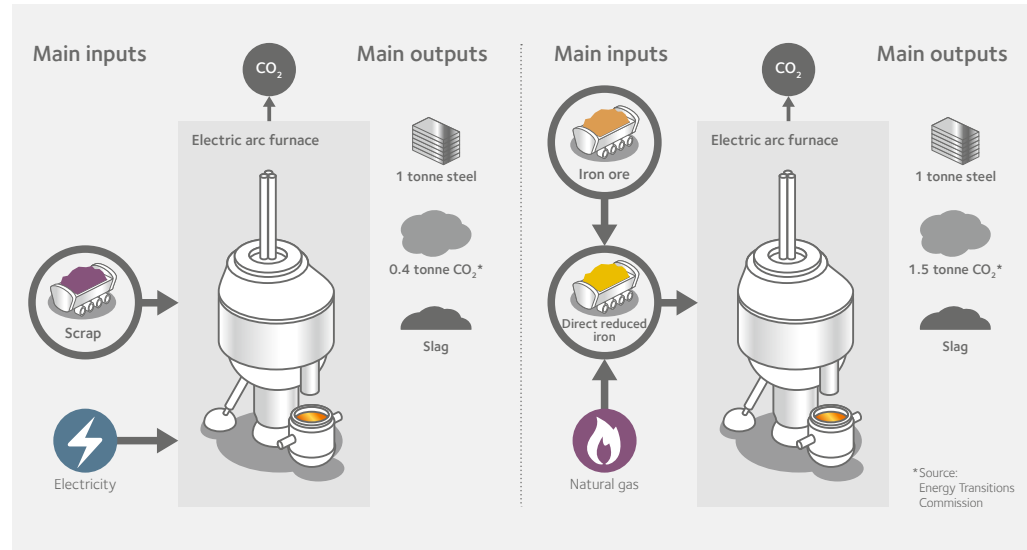 Main inputs
CO₂
Main outputs
Electric arc furnace
1 tonne steel
0.4 tonne CO₂*
Scrap
Slag
Electricity
Main inputs
CO₂
Main outputs
Iron ore
Electric arc furnace
1 tonne steel
1.5 tonne CO₂*
Direct reduced
iron
Slag
Natural gas
*Source:
Energy Transitions
Commission